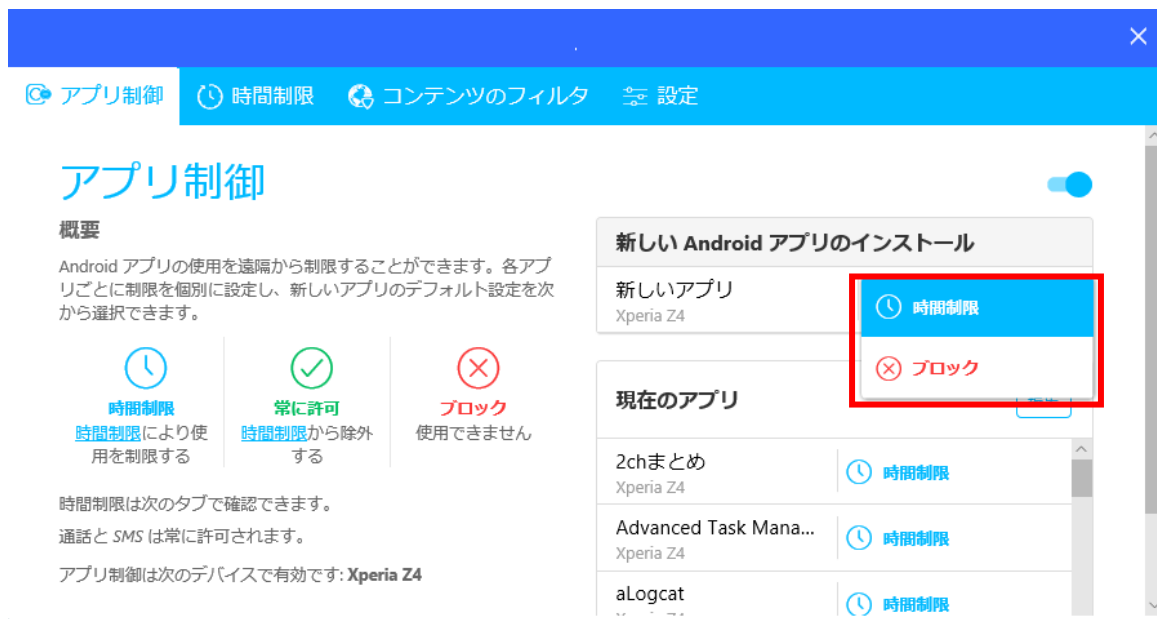 アプリ制御 時間制限 コンテンツのフィルタ 設定
アプリ制御
概要
Android アプリの使用を遠隔から制限することができます。各アプ
リごとに制限を個別に設定し、新しいアプリのデフォルト設定を次
から選択できます。
時間制限
時間制限により使
用を制限する
常に許可
時間制限から除外
する
ブロック
使用できません
時間制限は次のタブで確認できます。
通話と SMS は常に許可されます。
アプリ制御は次のデバイスで有効です: Xperia Z4
新しい Android アプリのインストール
新しいアプリ
Xperia Z4
時間制限
ブロック
現在のアプリ
2chまとめ
Xperia Z4
時間制限
Advanced Task Mana...
Xperia Z4
時間制限
aLogcat
時間制限